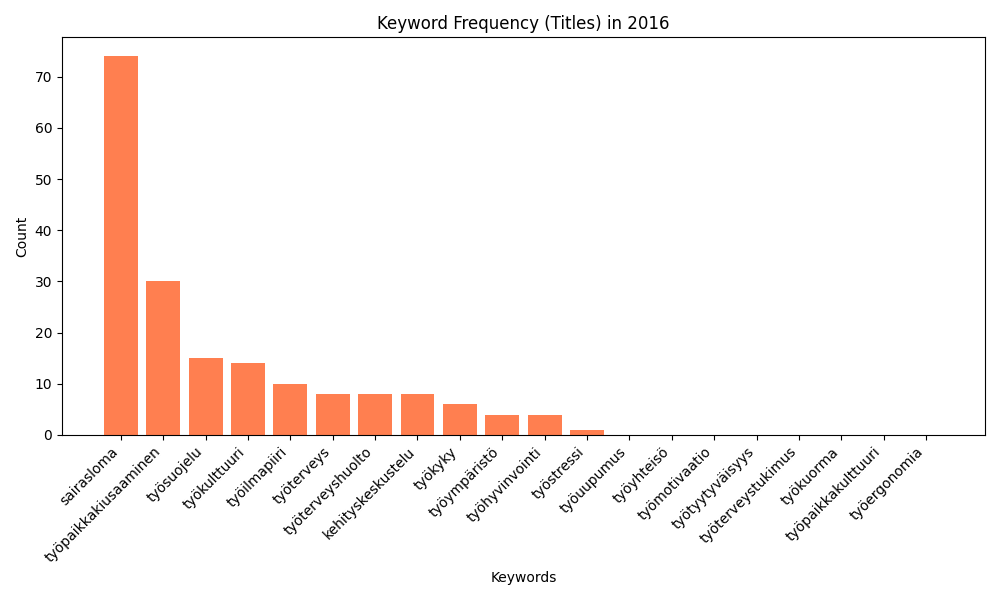 Keyword Frequency (Titles) in 2016
Count
70
60
50
40
30
20
10
0
sairasloma
työpaikkakiusaaminen
työsuojelu
työkulttuuri
työilmapiiri
työterveys
työterveyshuolto
kehityskeskustelu
työkyky
työympäristö
työhyvinvointi
työstressi
työuupumus
työyhteisö
työmotivaatio
työtyytyväisyys
työterveystukimus
työkuorma
työpaikkakulttuuri
työergonomia
Keywords